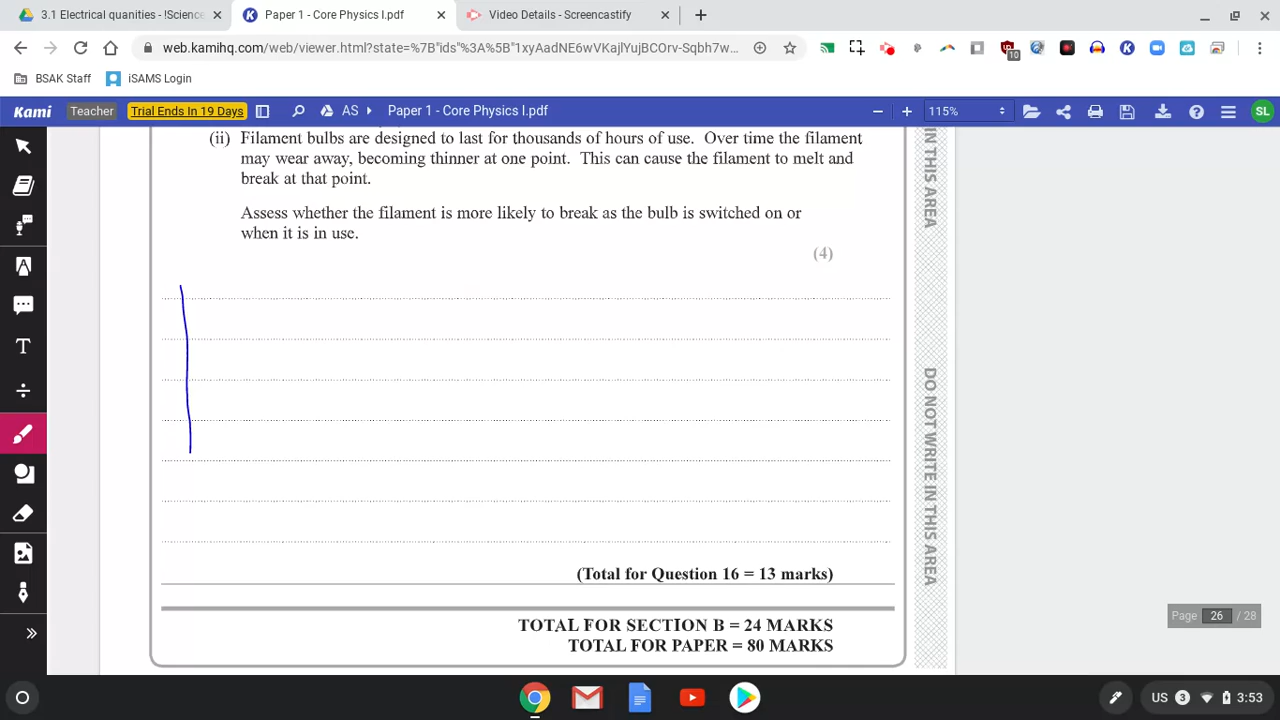 3.1 Electrical quanities - !Science
Paper 1 - Core Physics I.pdf
Video Details - Screencastify
web.kamihq.com/web/viewer.html?state=%7B"ids"%3A%5B"1xyAadNE6wVKajlYujBCOrv-Sqbh7w...
10
BSAK Staff
iSAMS Login
Kami
Teacher
Trial Ends In 19 Days
AS
Paper 1 - Core Physics I.pdf
115%
SL
(ii) Filament bulbs are designed to last for thousands of hours of use. Over time the filament
may wear away, becoming thinner at one point. This can cause the filament to melt and
break at that point.
Assess whether the filament is more likely to break as the bulb is switched on or
when it is in use.
(4)
(Total for Question 16 = 13 marks)
TOTAL FOR SECTION B = 24 MARKS
TOTAL FOR PAPER = 80 MARKS
IN THIS AREA
DO NOT WRITE IN THIS AREA
Page 26 / 28
US 3 3:53